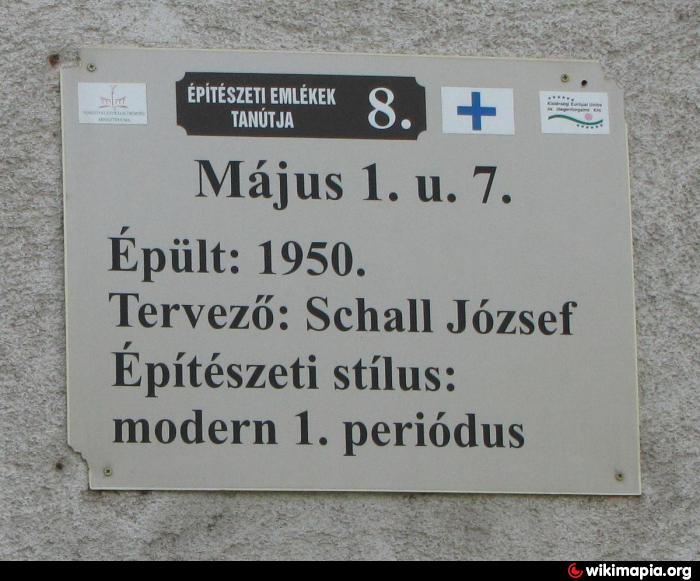 ÉPÍTÉSZETI EMLÉKEK
TANÚTJA
8.
Május 1. u. 7.
Épült: 1950.
Tervező: Schall József
Építészeti stílus:
modern 1. periódus
wikimapia.org